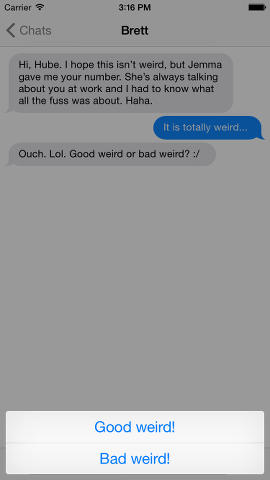 Carrier 3:16 PM
Chats Brett
Hi, Hube. I hope this isn't weird, but Jemma
gave me your number. She's always talking
about you at work and I had to know what
all the fuss was about. Haha.
It is totally weird...
Ouch. Lol. Good weird or bad weird? :/
Good weird!
Bad weird!